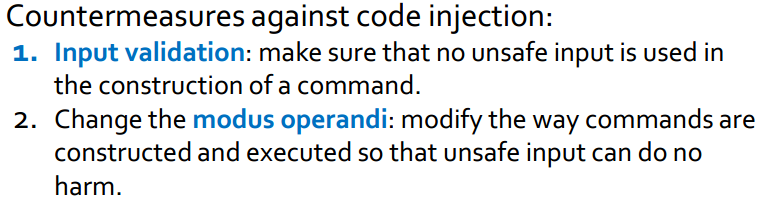 Countermeasures against code injection:
1. Input validation: make sure that no unsafe input is used in
the construction of a command.
2. Change the modus operandi: modify the way commands are
constructed and executed so that unsafe input can do no
harm.